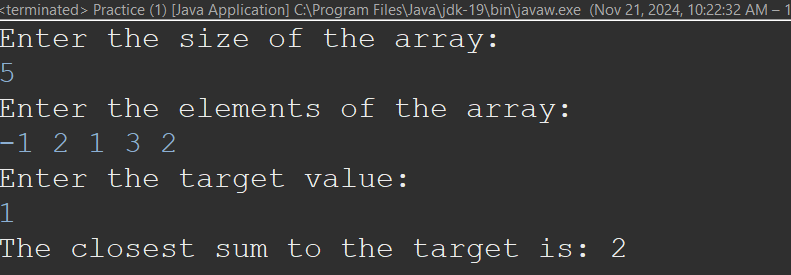 <terminated> Practice (1) [Java Application] C:\Program Files\Java\jdk-19\bin\javaw.exe (Nov 21, 2024, 10:22:32 AM – 1
Enter the size of the array:
5
Enter the elements of the array:
-1 2 1 3 2
Enter the target value:
1
The closest sum to the target is: 2